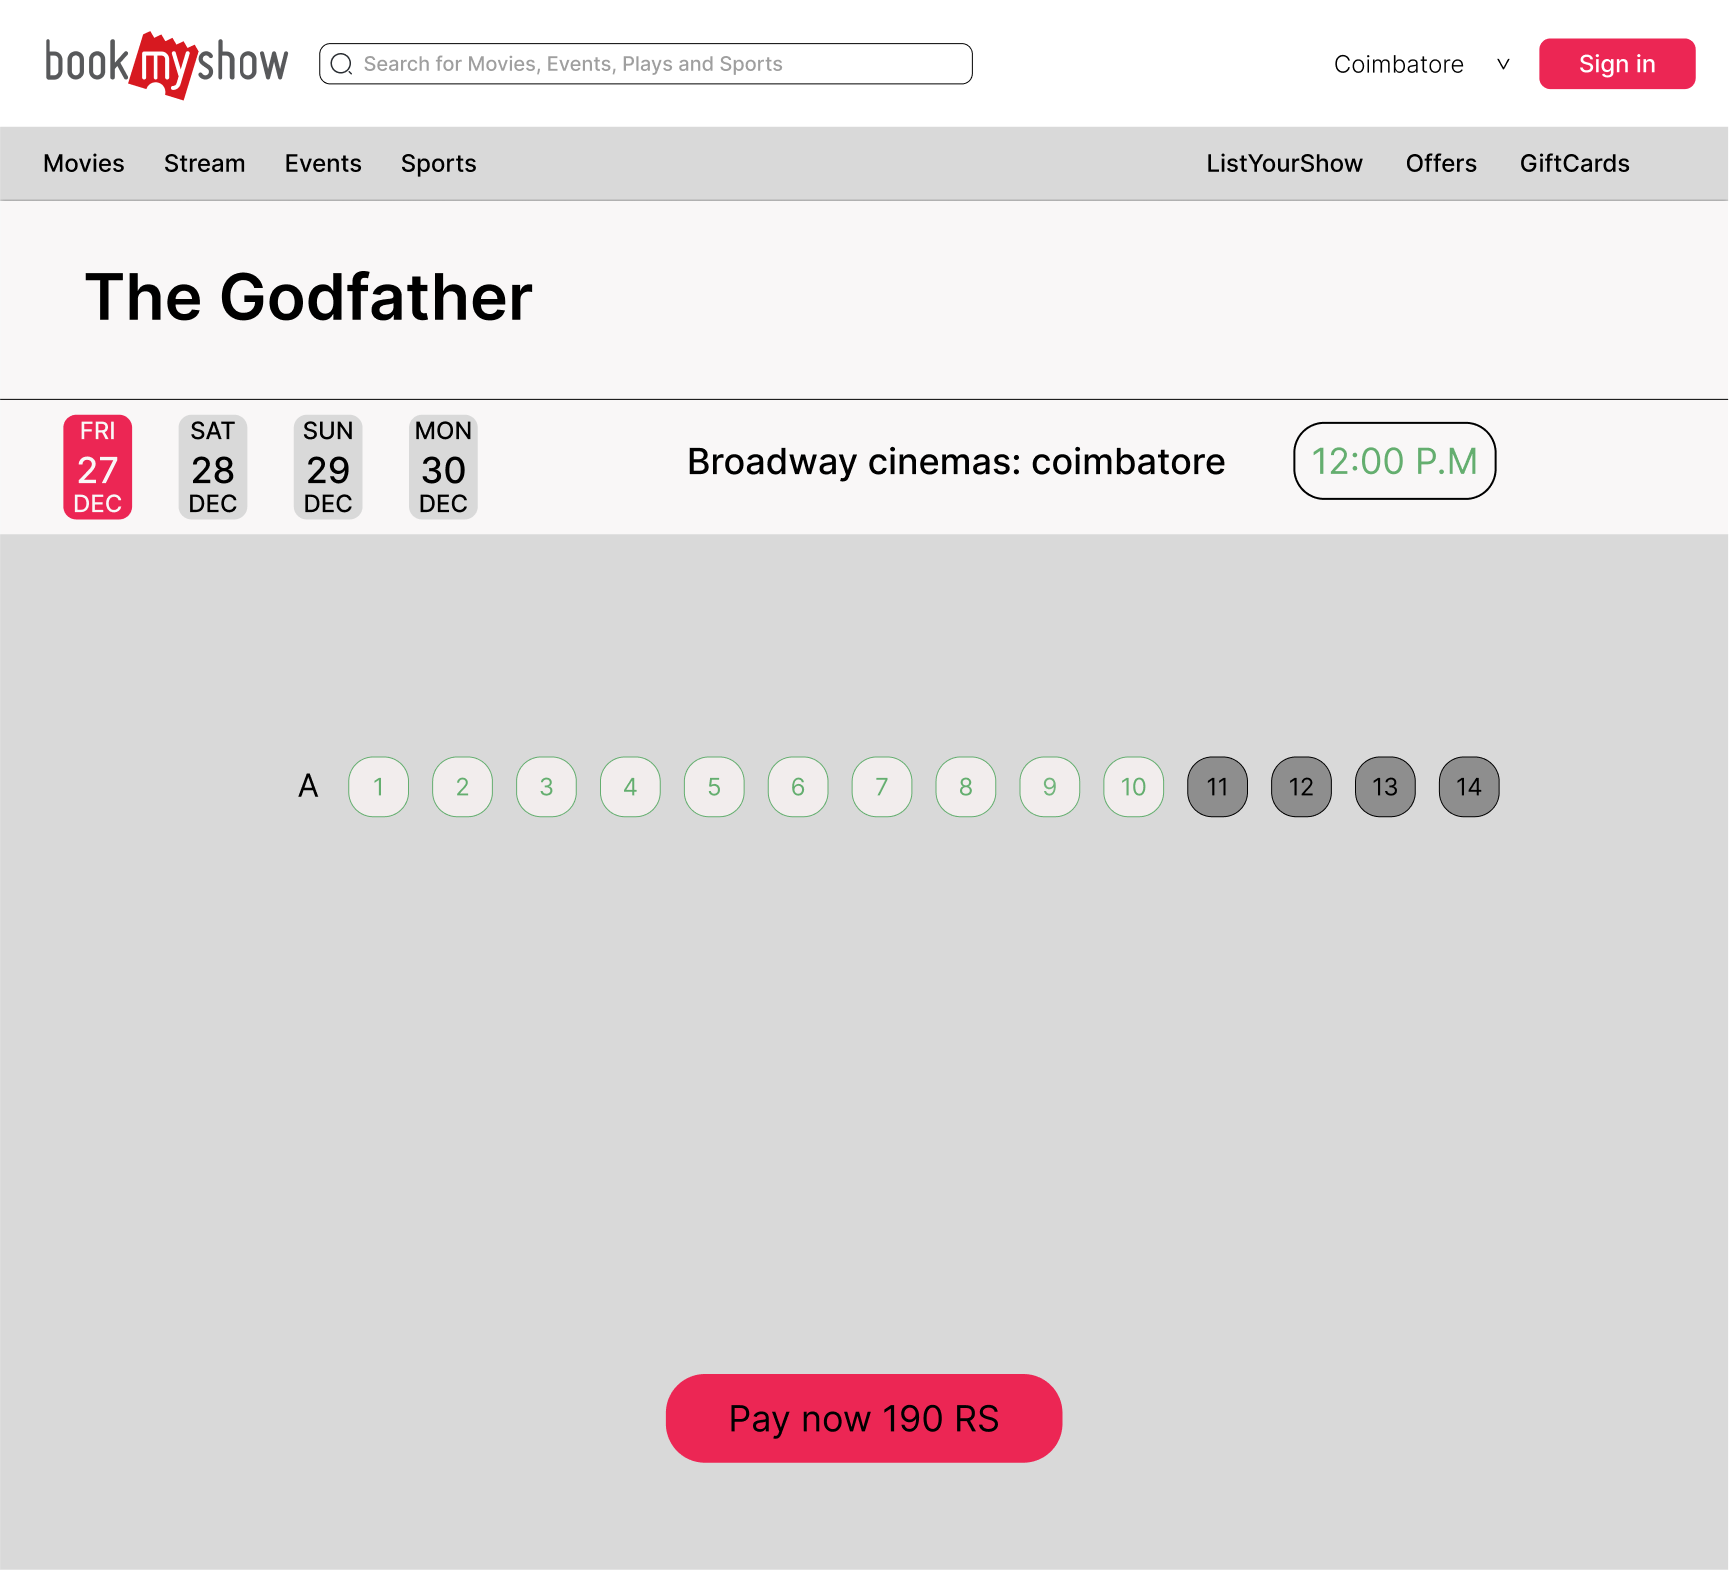 bookmyshow
Search for Movies, Events, Plays and Sports
Coimbatore
Sign in
Movies
Stream
Events
Sports
ListYourShow
Offers
GiftCards
The Godfather
FRI
27
DEC
SAT
28
DEC
SUN
29
DEC
MON
30
DEC
Broadway cinemas: coimbatore
12:00 P.M
A 1 2 3 4 5 6 7 8 9 10 11 12 13 14
Pay now 190 RS